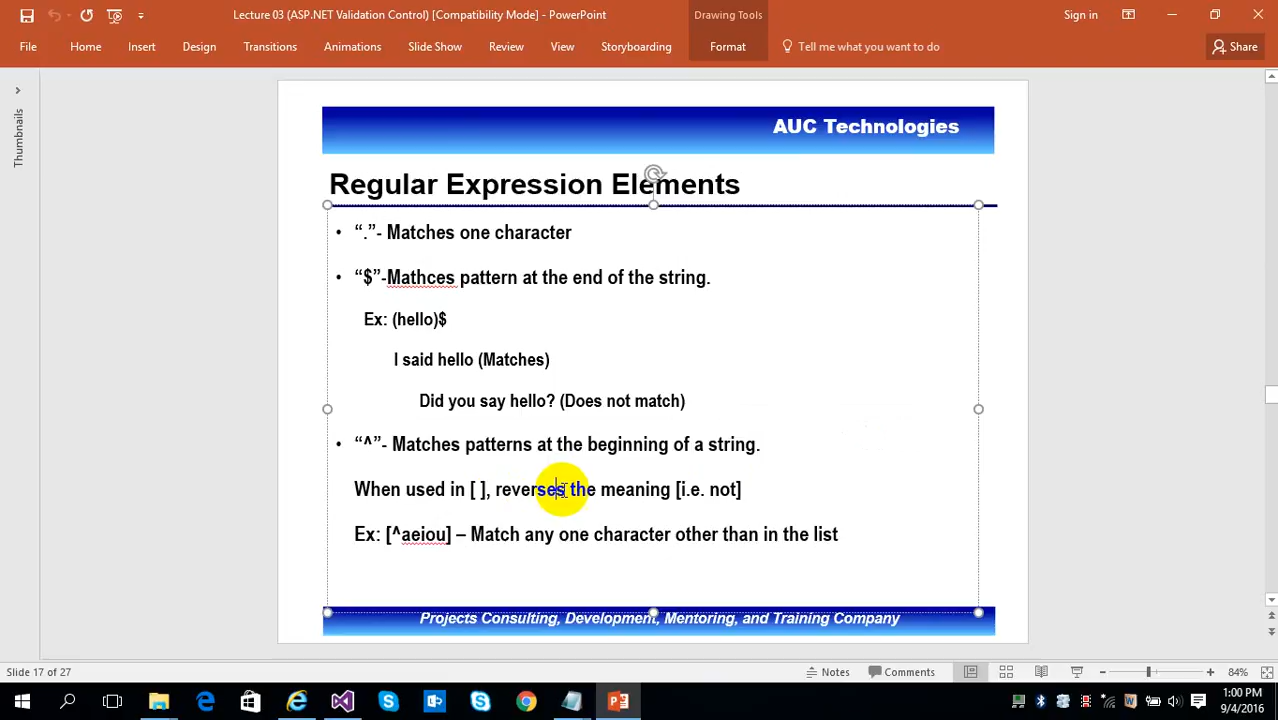 Lecture 03 (ASP.NET Validation Control) [Compatibility Mode] - PowerPoint
Drawing Tools
Sign in
File Home Insert Design Transitions Animations Slide Show Review View Storyboarding Format Tell me what you want to do Share
Thumbnails
AUC Technologies
Regular Expression Elements
• “.”- Matches one character
• “$”-Mathces pattern at the end of the string.
Ex: (hello)$
I said hello (Matches)
Did you say hello? (Does not match)
• “^”- Matches patterns at the beginning of a string.
When used in [ ], reverses the meaning [i.e. not]
Ex: [^aeiou] – Match any one character other than in the list
Projects Consulting, Development, Mentoring, and Training Company
Slide 17 of 27
Notes Comments
84%
1:00 PM
9/4/2016